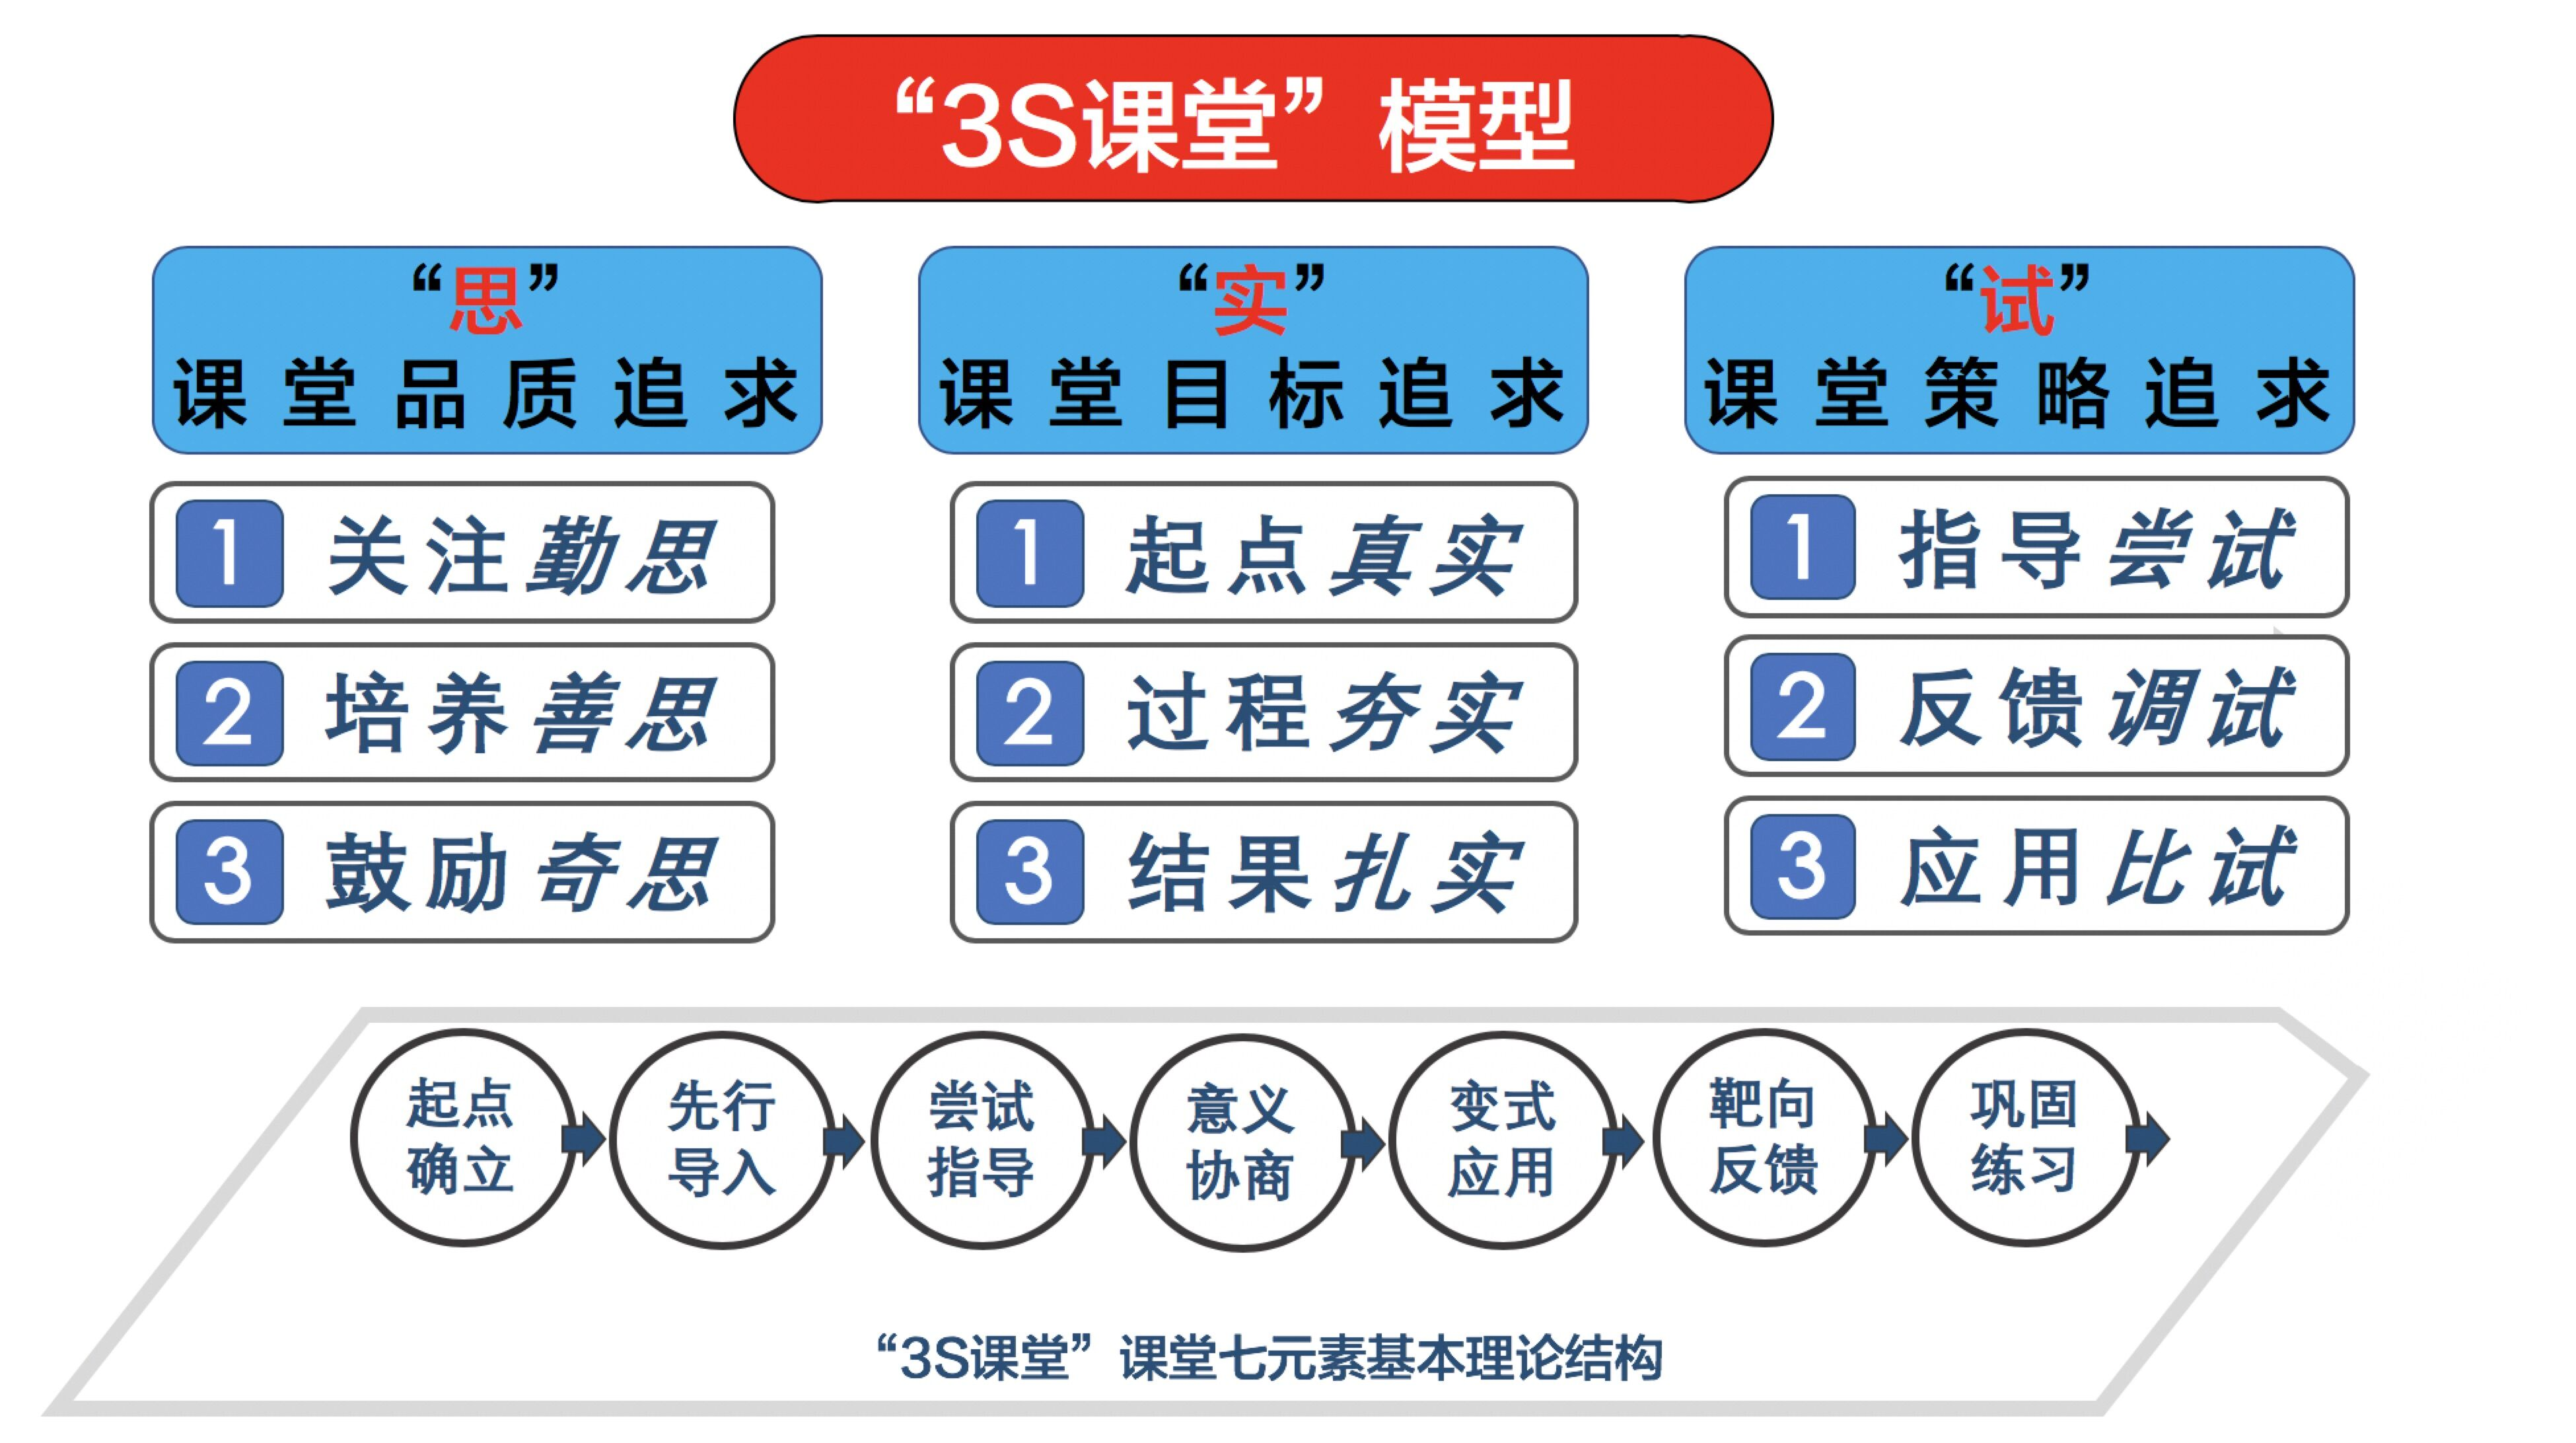 “3S课堂”模型
“思”
课堂品质追求
1 关注勤思
2 培养善思
3 鼓励奇思
“实”
课堂目标追求
1 起点真实
2 过程夯实
3 结果扎实
“试”
课堂策略追求
1 指导尝试
2 反馈调试
3 应用比试
起点
确立
先行
导入
尝试
指导
意义
协商
变式
应用
靶向
反馈
巩固
练习
“3S课堂”课堂七元素基本理论结构